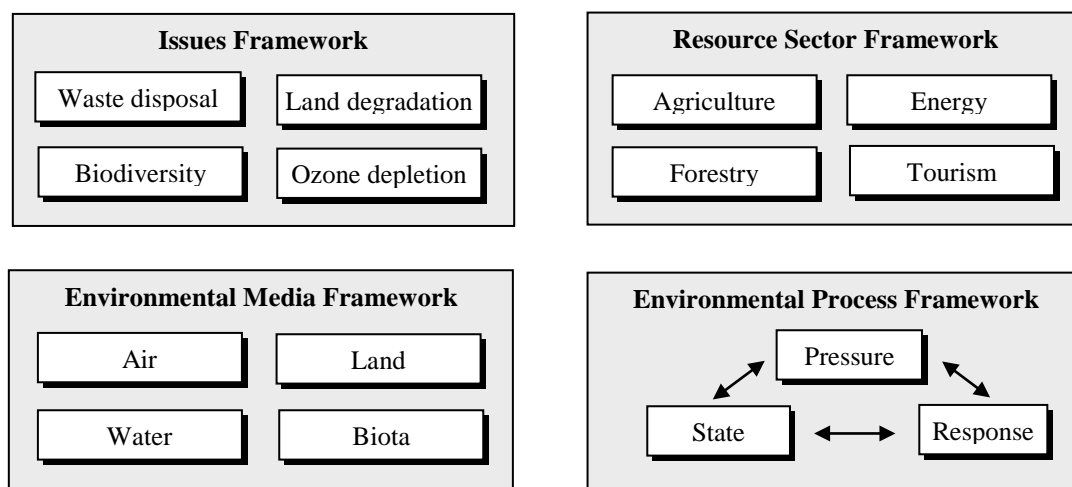 Issues Framework
Waste disposal
Land degradation
Biodiversity
Ozone depletion
Resource Sector Framework
Agriculture
Energy
Forestry
Tourism
Environmental Media Framework
Air
Land
Water
Biota
Environmental Process Framework
Pressure
State
Response